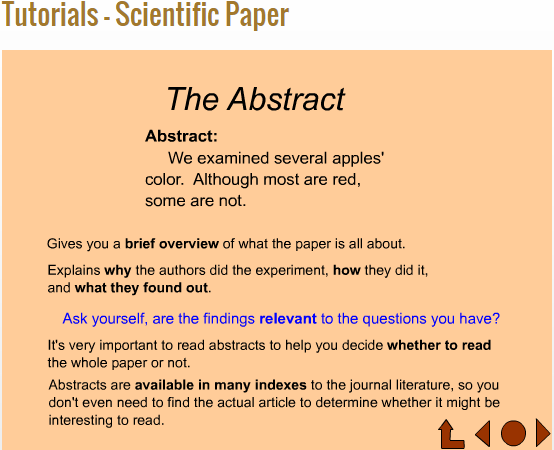 Tutorials - Scientific Paper
The Abstract
Abstract:
We examined several apples'
color. Although most are red,
some are not.
Gives you a brief overview of what the paper is all about.
Explains why the authors did the experiment, how they did it,
and what they found out.
Ask yourself, are the findings relevant to the questions you have?
It's very important to read abstracts to help you decide whether to read
the whole paper or not.
Abstracts are available in many indexes to the journal literature, so you
don't even need to find the actual article to determine whether it might be
interesting to read.